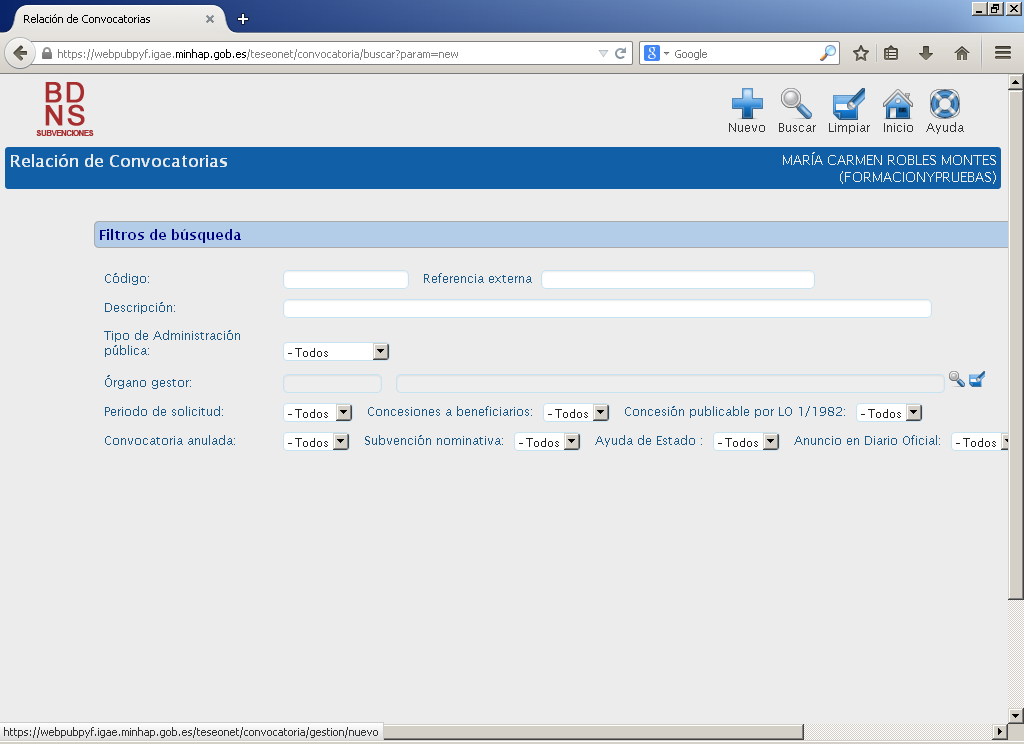 Relación de Convocatorias
https://webpubpyf.igae.minhap.gob.es/teseonet/convocatoria/buscar?param=new
Google
BD
NS
SUBVENCIONES
Nuevo Buscar Limpiar Inicio Ayuda
Relación de Convocatorias
MARÍA CARMEN ROBLES MONTES
(FORMACIONYPRUEBAS)
Filtros de búsqueda
Código: Referencia externa
Descripción:
Tipo de Administración
pública:
- Todos
Órgano gestor:
Periodo de solicitud: - Todos Concesiones a beneficiarios: - Todos Concesión publicable por LO 1/1982: - Todos
Convocatoria anulada: - Todos Subvención nominativa: - Todos Ayuda de Estado : - Todos Anuncio en Diario Oficial: - Todos
https://webpubpyf.igae.minhap.gob.es/teseonet/convocatoria/gestion/nuevo